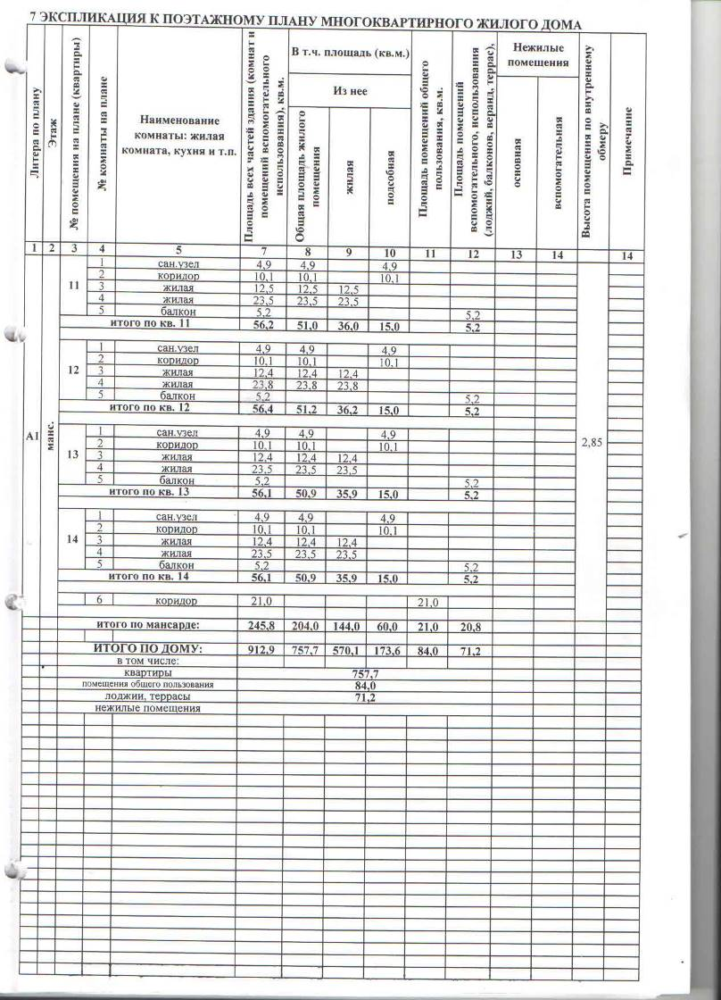 7 ЭКСПЛИКАЦИЯ К ПОЭТАЖНОМУ ПЛАНУ МНОГОКВАРТИРНОГО ЖИЛОГО ДОМА
Литера по плану
Этаж
№ помещения на плане (квартиры)
№ комнаты на плане
Наименование
комнаты: жилая
комната, кухня и т.п.
Площадь всех частей здания (комнат и
помещений вспомогательного
использования), кв.м.
В т.ч. площадь (кв.м.)
Из нее
Общая площадь жилого
помещения
жилая
подсобная
Площадь помещений общего
пользования, кв.м.
Площадь помещений
вспомогательного, использования
(лоджий, балконов, веранд, террас),
Нежилые
помещения
основная
вспомогательная
Высота помещения по внутреннему
обмеру
Примечание
1 2 3 4 5 7 8 9 10 11 12 13 14 14
А1
манс.
2,85
11
1 сан.узел 4,9 4,9 4,9
2 коридор 10,1 10,1 10,1
3 жилая 12,5 12,5 12,5
4 жилая 23,5 23,5 23,5
5 балкон 5,2 5,2
итого по кв. 11 56,2 51,0 36,0 15,0 5,2
12
1 сан.узел 4,9 4,9 4,9
2 коридор 10,1 10,1 10,1
3 жилая 12,4 12,4 12,4
4 жилая 23,8 23,8 23,8
5 балкон 5,2 5,2
итого по кв. 12 56,4 51,2 36,2 15,0 5,2
13
1 сан.узел 4,9 4,9 4,9
2 коридор 10,1 10,1 10,1
3 жилая 12,4 12,4 12,4
4 жилая 23,5 23,5 23,5
5 балкон 5,2 5,2
итого по кв. 13 56,1 50,9 35,9 15,0 5,2
14
1 сан.узел 4,9 4,9 4,9
2 коридор 10,1 10,1 10,1
3 жилая 12,4 12,4 12,4
4 жилая 23,5 23,5 23,5
5 балкон 5,2 5,2
итого по кв. 14 56,1 50,9 35,9 15,0 5,2
6 коридор 21,0 21,0
итого по мансарде: 245,8 204,0 144,0 60,0 21,0 20,8
ИТОГО ПО ДОМУ: 912,9 757,7 570,1 173,6 84,0 71,2
в том числе:
квартиры 757,7
помещения общего пользования 84,0
лоджии, террасы 71,2
нежилые помещения